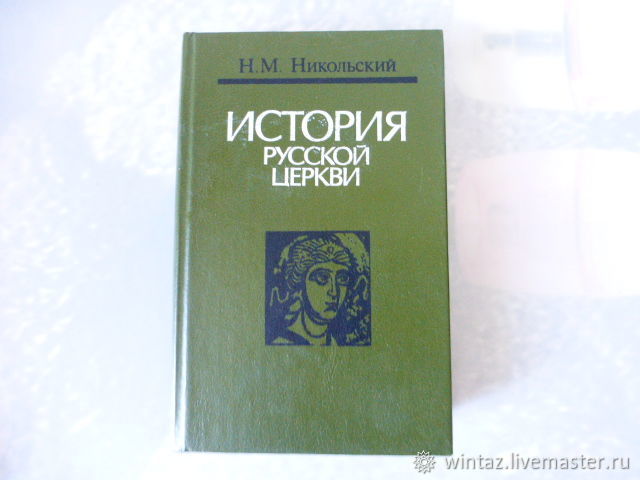 Н.М. Никольский
ИСТОРИЯ
РУССКОЙ
ЦЕРКВИ
wintaz.livemaster.ru